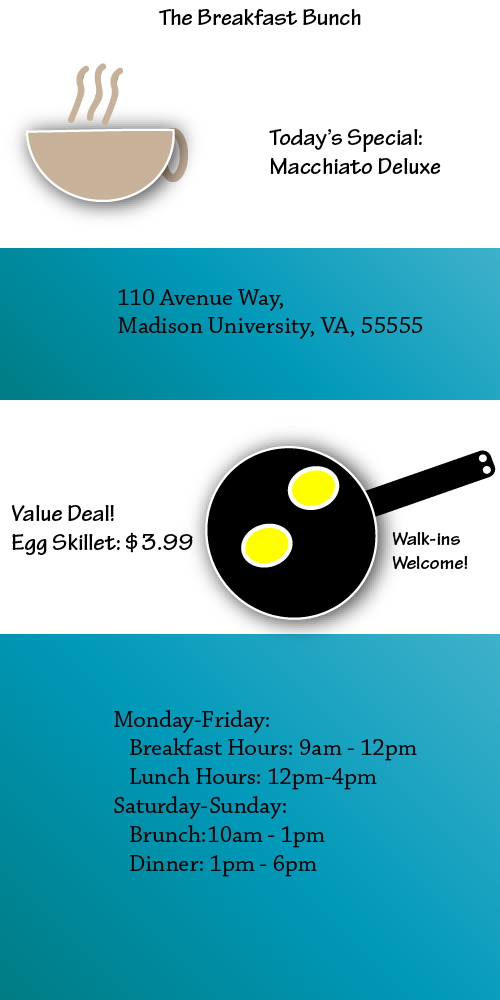 The Breakfast Bunch
Today's Special:
Macchiato Deluxe
110 Avenue Way,
Madison University, VA, 55555
Value Deal!
Egg Skillet: $3.99
Walk-ins
Welcome!
Monday-Friday:
Breakfast Hours: 9am - 12pm
Lunch Hours: 12pm-4pm
Saturday-Sunday:
Brunch:10am - 1pm
Dinner: 1pm - 6pm